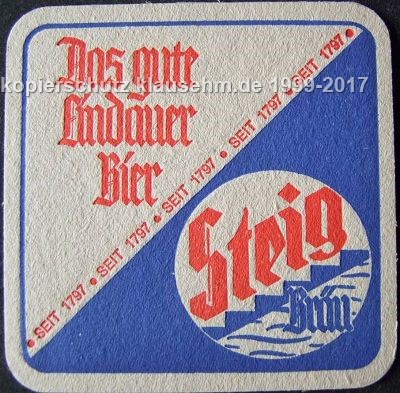 Das gute
Lindauer
Bier
• SEIT 1797 • SEIT 1797 • SEIT 1797 • SEIT 1797 • SEIT 1797 •
Steig
Bräu
kopierschutz klausehm.de 1999-2017